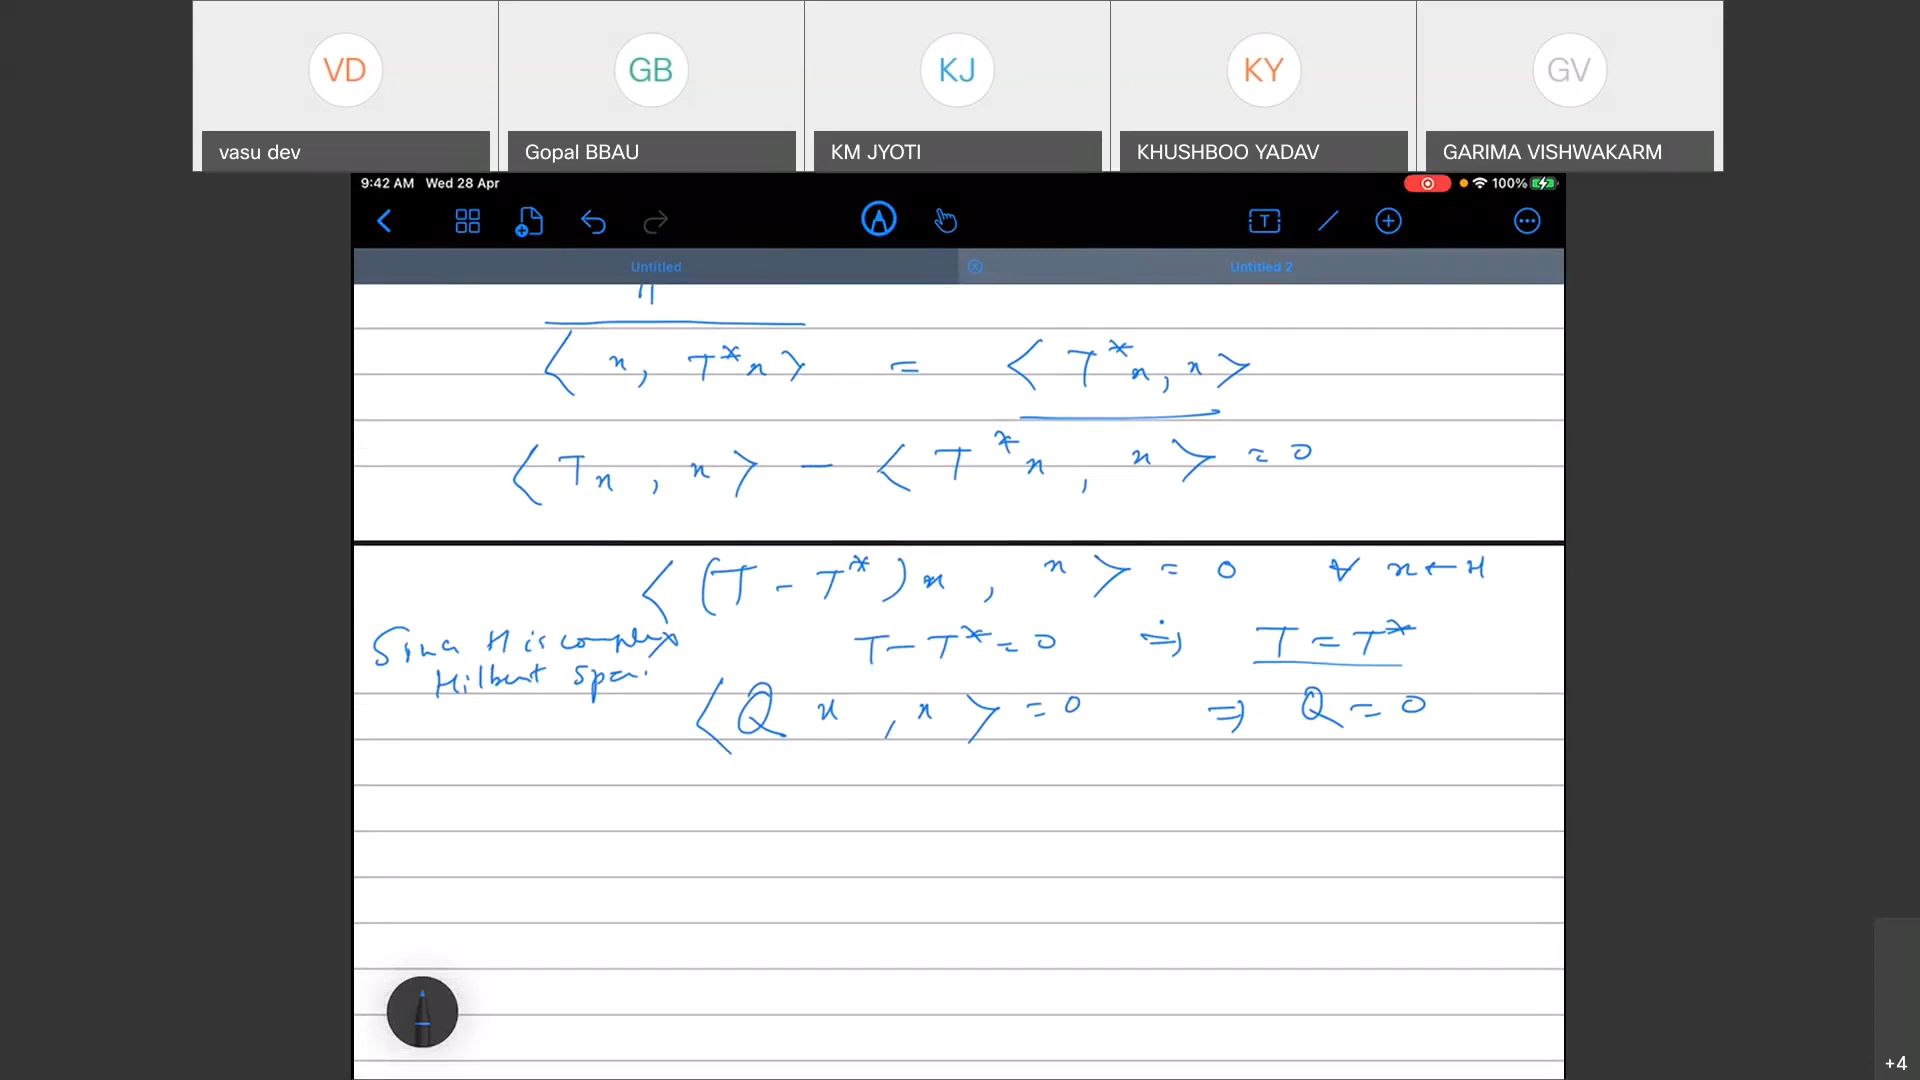 VD GB KJ KY GV
vasu dev Gopal BBAU KM JYOTI KHUSHBOO YADAV GARIMA VISHWAKARM
9:42 AM Wed 28 Apr 100%
T
Untitled Untitled 2
⟨ x, T*x ⟩ = ⟨ T*x, x ⟩
⟨ Tx , x ⟩ − ⟨ T*x , x ⟩ = 0
⟨ (T − T*) x , x ⟩ = 0 ∀ x ∈ H
Since H is complex T − T* = 0 ⇒ T = T*
Hilbert
⟨ Q x , x ⟩ = 0 ⇒ Q = 0
+4